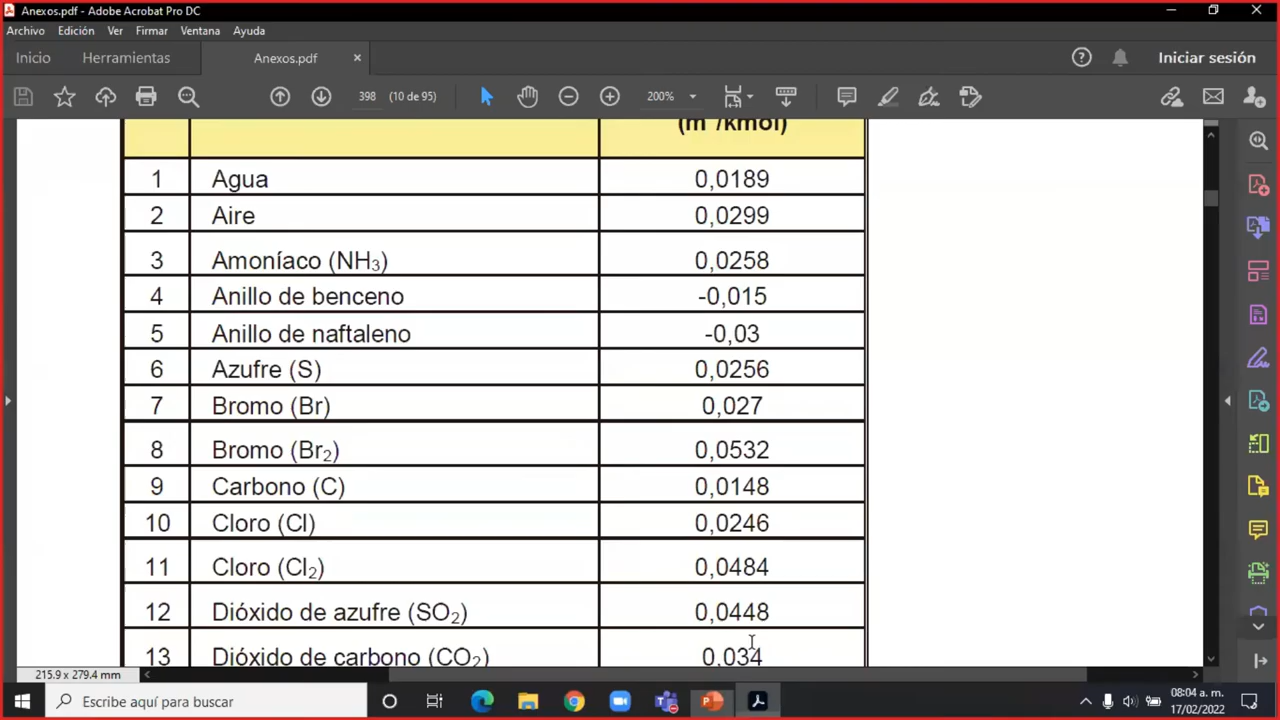 Anexos.pdf - Adobe Acrobat Pro DC
Archivo Edición Ver Firmar Ventana Ayuda
Inicio Herramientas Anexos.pdf × Iniciar sesión
398 (10 de 95) 200%
(m³/kmol)
1 Agua 0,0189
2 Aire 0,0299
3 Amoníaco (NH₃) 0,0258
4 Anillo de benceno -0,015
5 Anillo de naftaleno -0,03
6 Azufre (S) 0,0256
7 Bromo (Br) 0,027
8 Bromo (Br₂) 0,0532
9 Carbono (C) 0,0148
10 Cloro (Cl) 0,0246
11 Cloro (Cl₂) 0,0484
12 Dióxido de azufre (SO₂) 0,0448
13 Dióxido de carbono (CO₂) 0,034
215.9 x 279.4 mm
Escribe aquí para buscar
08:04 a. m.
17/02/2022